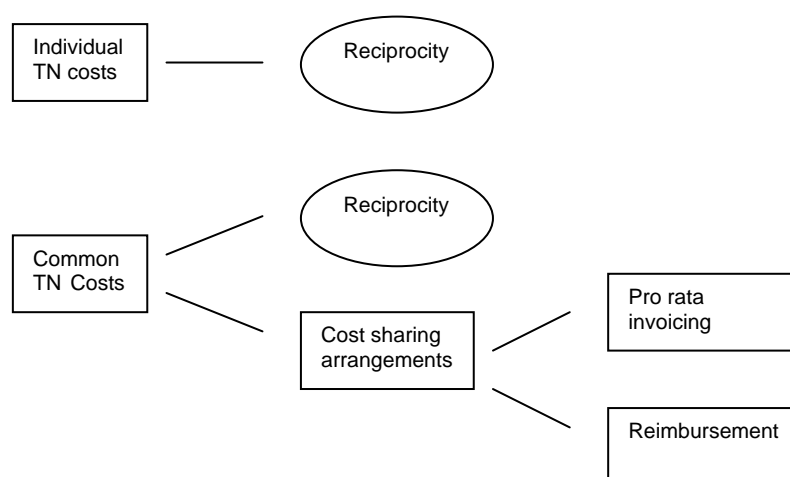 Individual
TN costs
Reciprocity
Reciprocity
Common
TN Costs
Cost sharing
arrangements
Pro rata
invoicing
Reimbursement